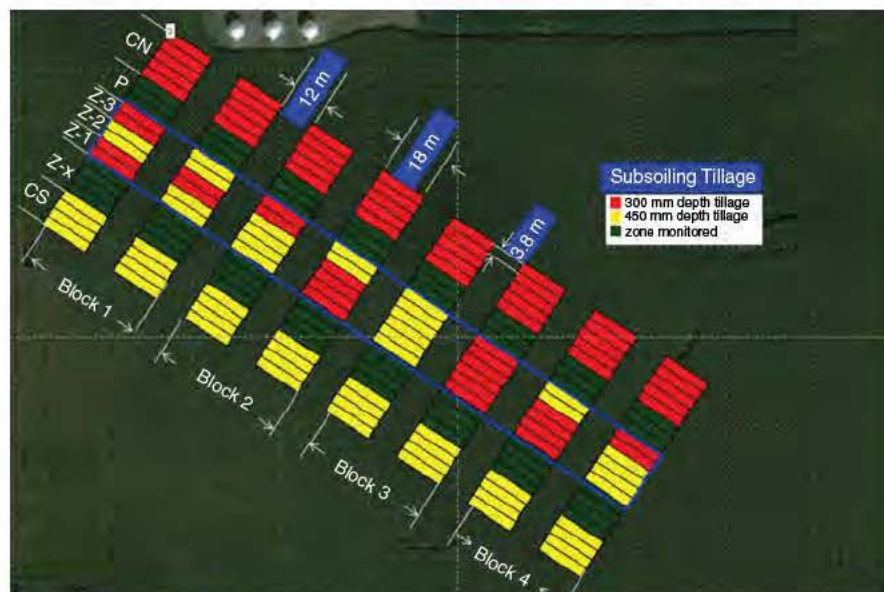 CN
P
Z-3
Z-2
Z-1
Z-x
CS
12 m
18 m
3.8 m
Block 1
Block 2
Block 3
Block 4
Subsoiling Tillage
300 mm depth tillage
450 mm depth tillage
zone monitored